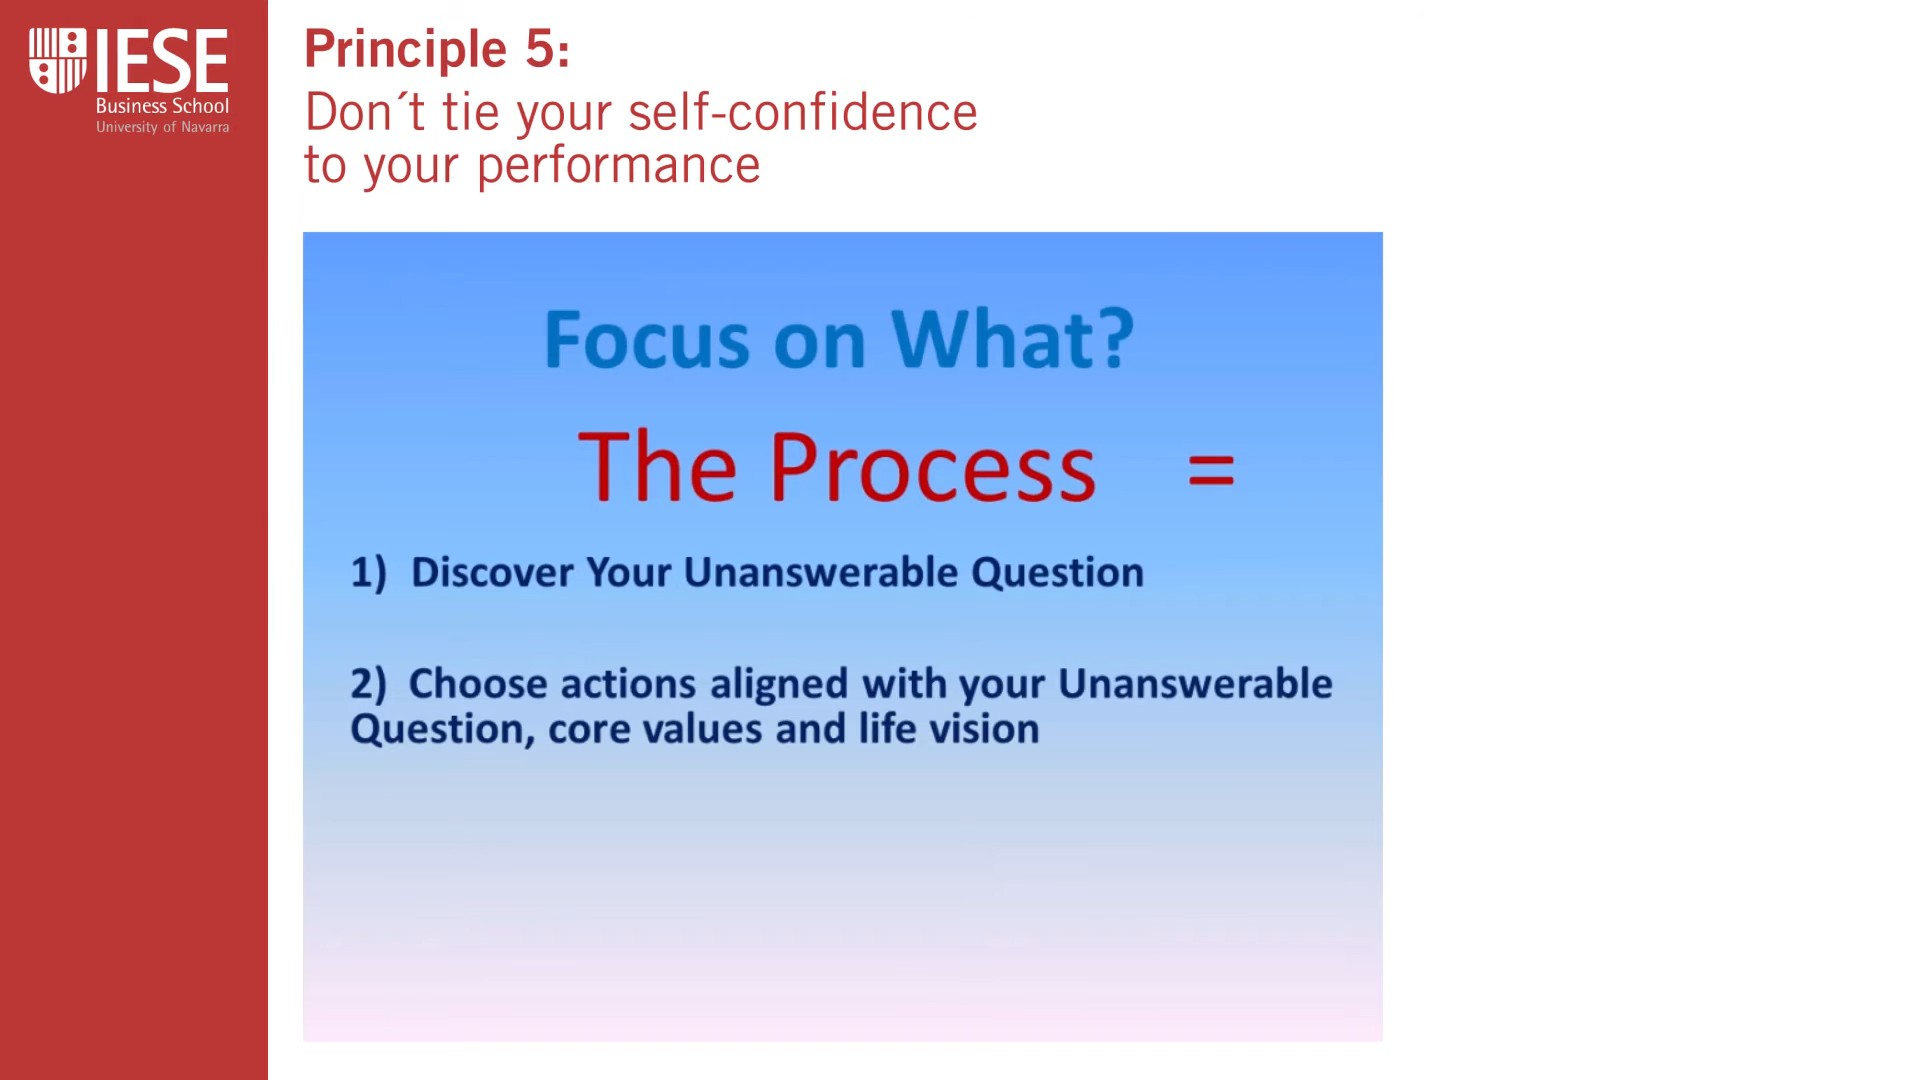 IESE
Business School
University of Navarra
Principle 5:
Don´t tie your self-confidence
to your performance
Focus on What?
The Process =
1) Discover Your Unanswerable Question
2) Choose actions aligned with your Unanswerable
Question, core values and life vision